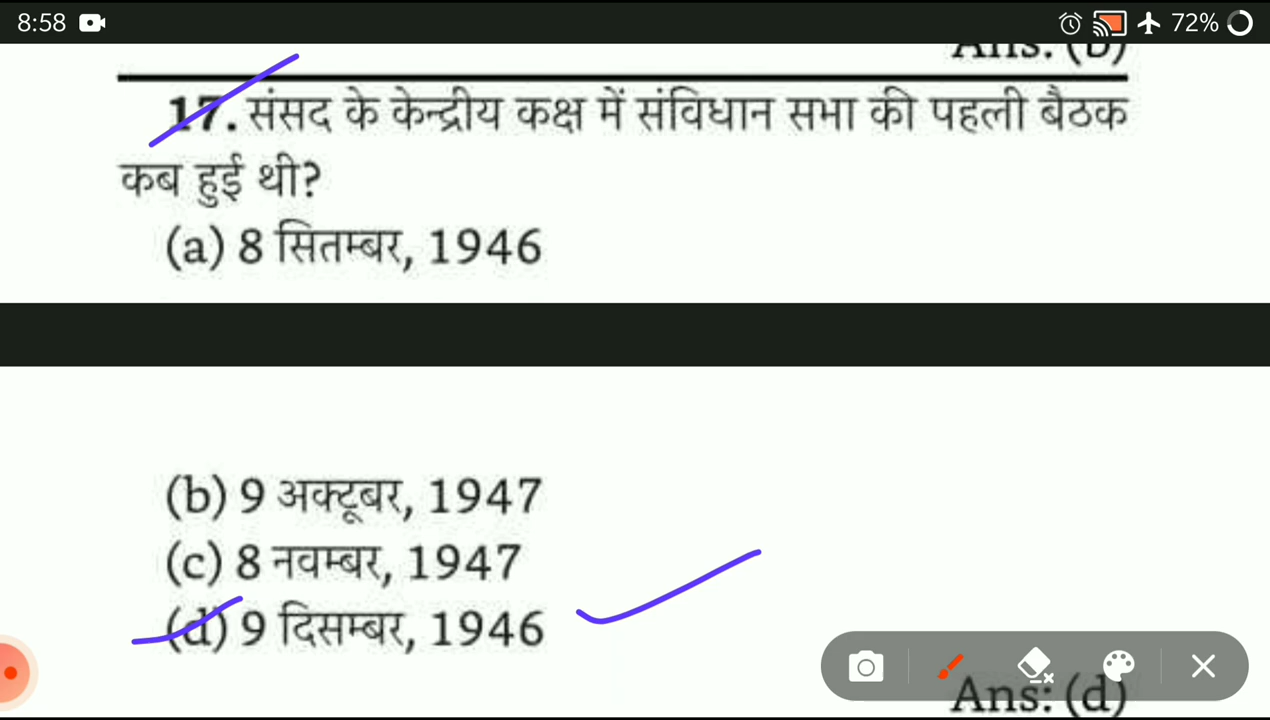 8:58
72%
Ans: (b)
17. संसद के केन्द्रीय कक्ष में संविधान सभा की पहली बैठक
कब हुई थी?
(a) 8 सितम्बर, 1946
(b) 9 अक्टूबर, 1947
(c) 8 नवम्बर, 1947
(d) 9 दिसम्बर, 1946
Ans: (d)